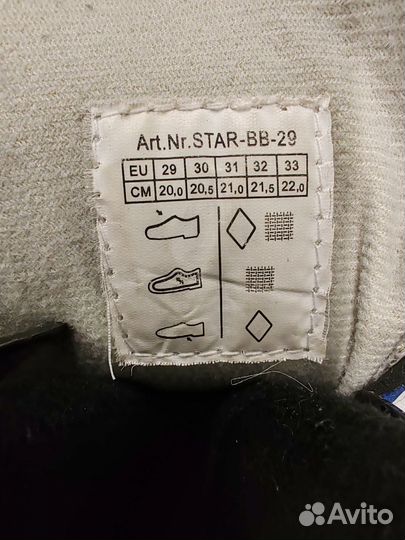 Art.Nr.STAR-BB-29
EU 29 30 31 32 33
CM 20,0 20,5 21,0 21,5 22,0
Avito